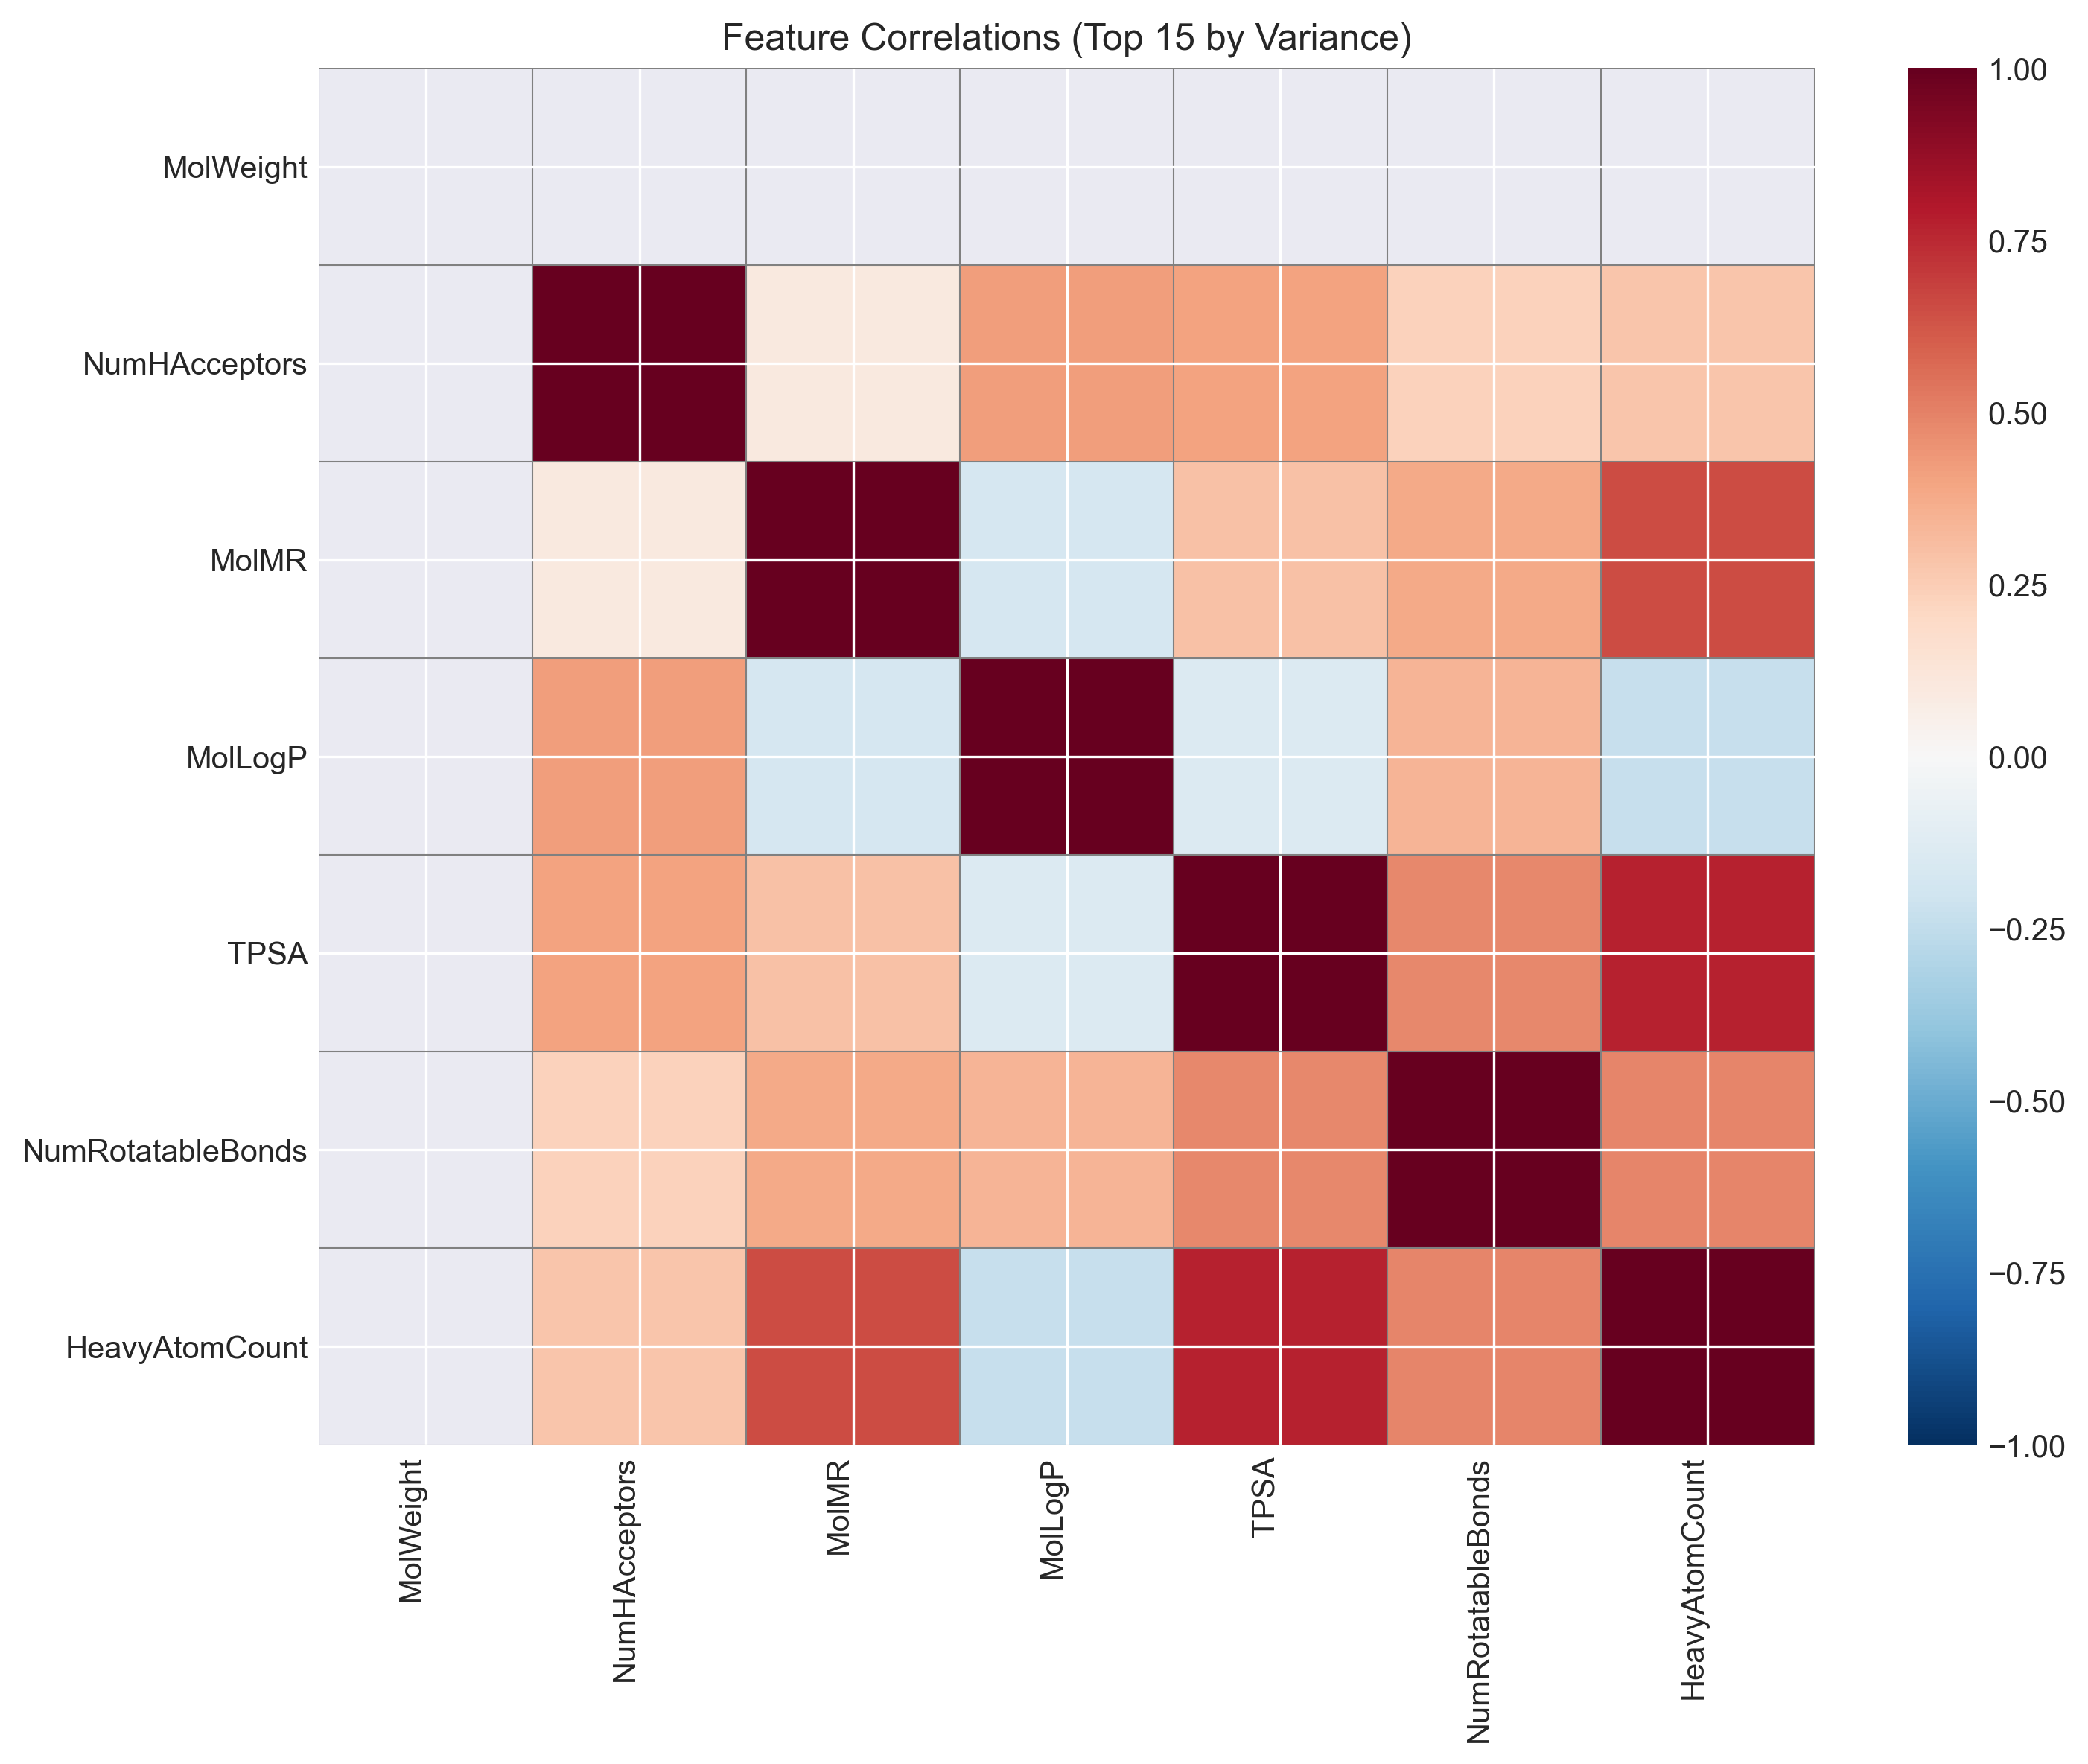 Feature Correlations (Top 15 by Variance)
MolWeight
NumHAcceptors
MolMR
MolLogP
TPSA
NumRotatableBonds
HeavyAtomCount
MolWeight
NumHAcceptors
MolMR
MolLogP
TPSA
NumRotatableBonds
HeavyAtomCount
1.00
0.75
0.50
0.25
0.00
−0.25
−0.50
−0.75
−1.00